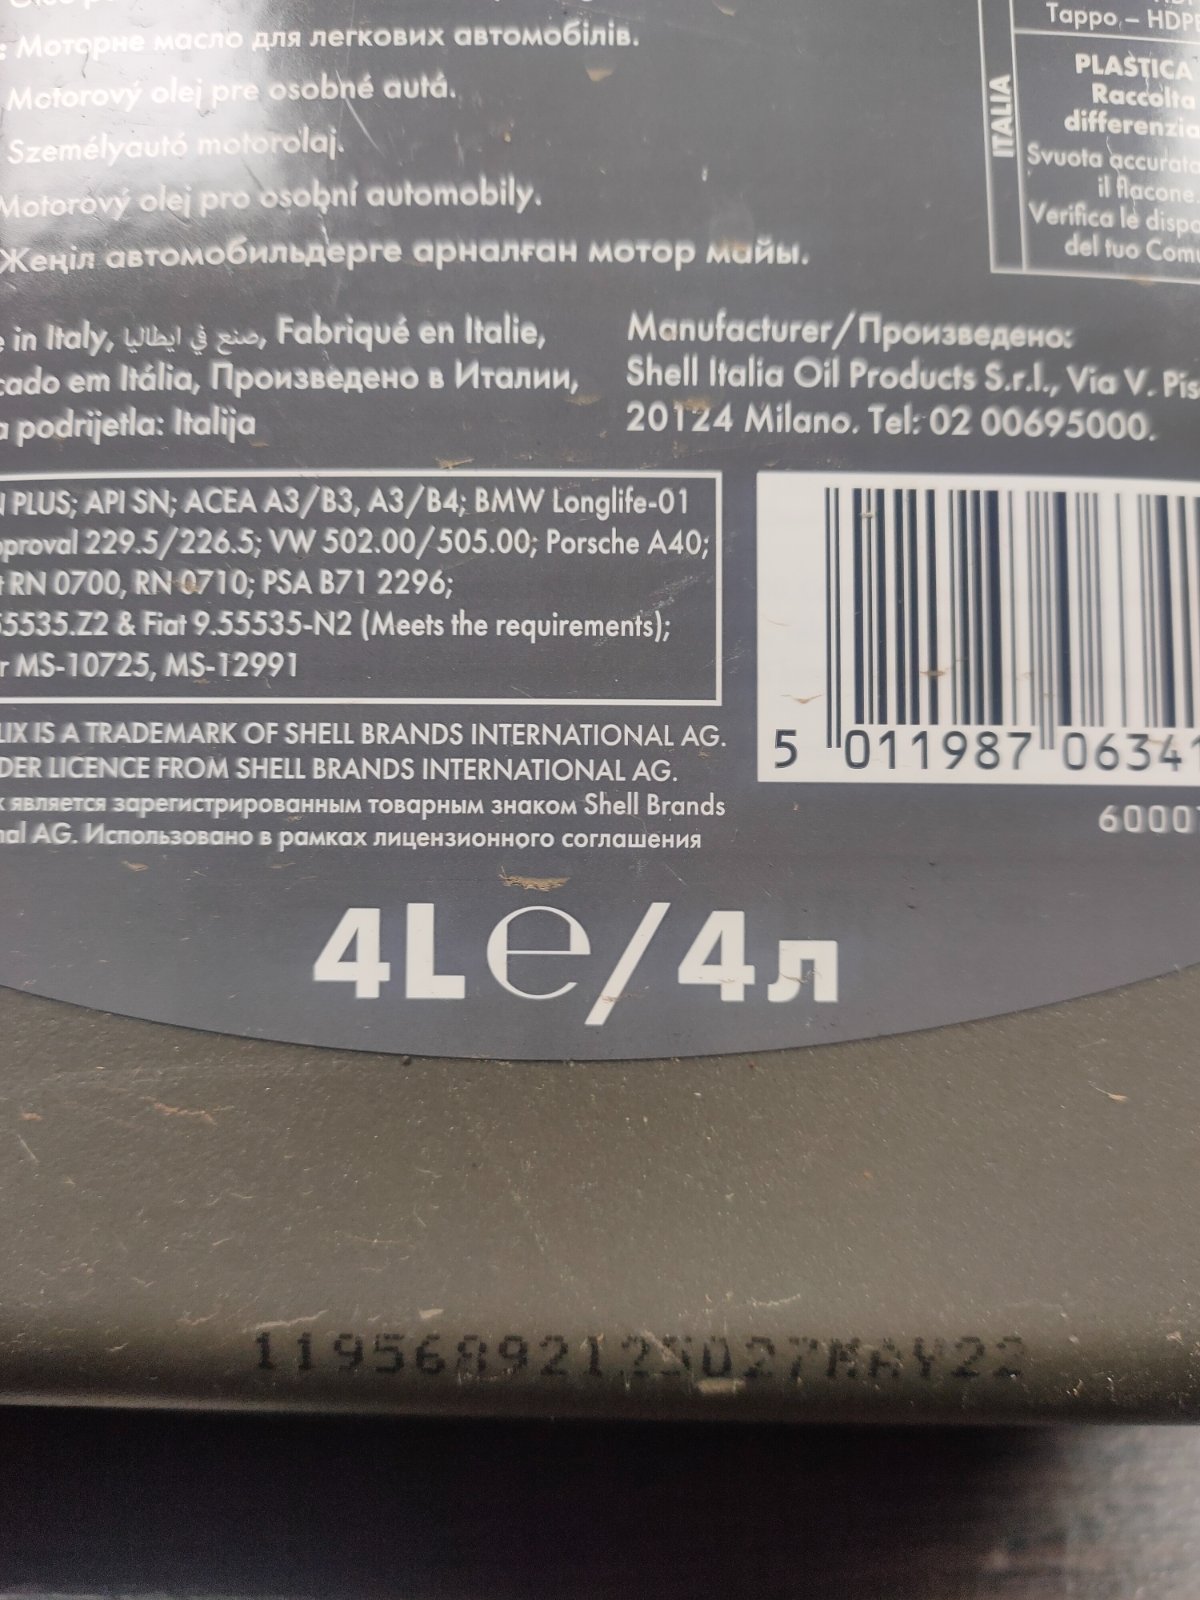 : Моторне масло для легкових автомобілів.
Motorový olej pre osobné autá.
Személyautó motorolaj.
Motorový olej pro osobní automobily.
Жеңіл автомобильдерге арналған мотор майы.
Tappo – HDPE
ITALIA
PLASTICA
Raccolta
differenzia
Svuota accurata
il flacone
Verifica le dispo
del tuo Comu
e in Italy, صنع في ايطاليا, Fabriqué en Italie,
cado em Itália, Произведено в Италии,
a podrijetla: Italija
Manufacturer/Произведено:
Shell Italia Oil Products S.r.l., Via V. Pis
20124 Milano. Tel: 02 00695000.
N PLUS; API SN; ACEA A3/B3, A3/B4; BMW Longlife-01
pproval 229.5/226.5; VW 502.00/505.00; Porsche A40;
t RN 0700, RN 0710; PSA B71 2296;
55535.Z2 & Fiat 9.55535-N2 (Meets the requirements);
r MS-10725, MS-12991
LIX IS A TRADEMARK OF SHELL BRANDS INTERNATIONAL AG.
DER LICENCE FROM SHELL BRANDS INTERNATIONAL AG.
x является зарегистрированным товарным знаком Shell Brands
nal AG. Использовано в рамках лицензионного соглашения
5 011987 06341
6000
4L℮/4л
1195689212SU27MAY22